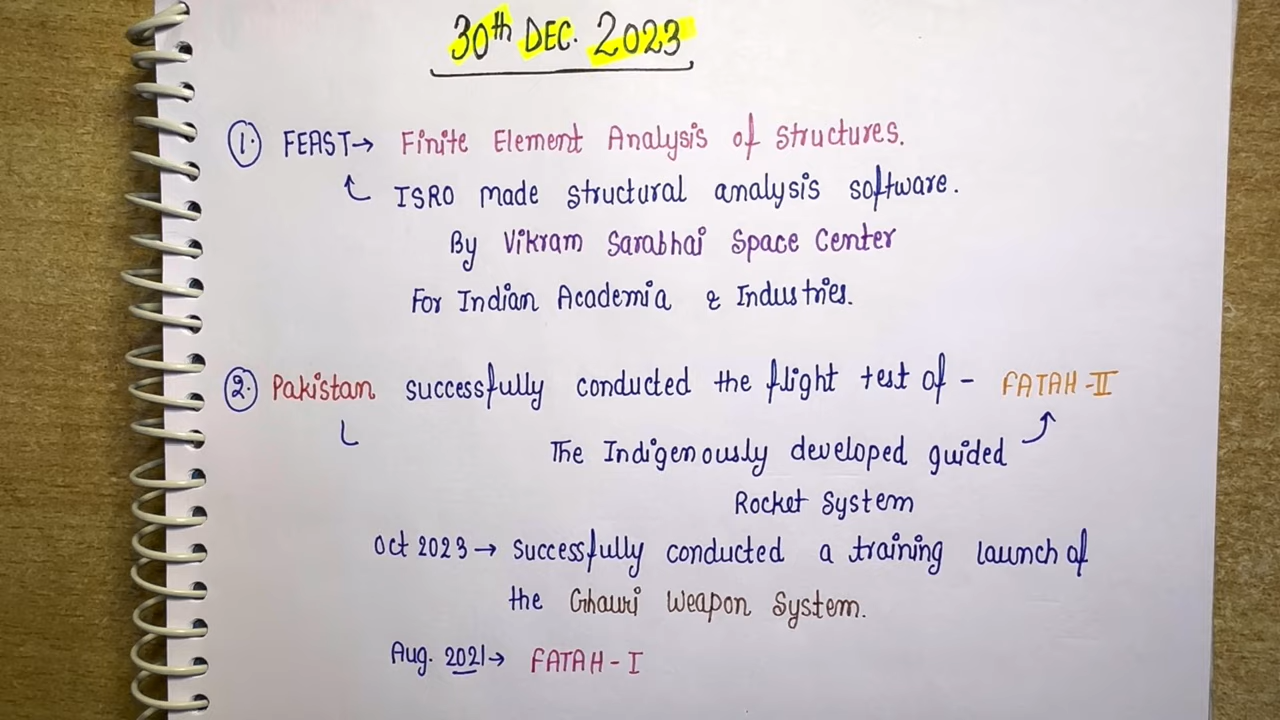 30th DEC. 2023
1. FEAST→ Finite Element Analysis of Structures.
ISRO made structural analysis software.
By Vikram Sarabhai Space Center
For Indian Academia & Industries.
2. Pakistan successfully conducted the flight test of - FATAH-II
The Indigenously developed guided
Rocket System
Oct 2023→ Successfully conducted a training launch of
the Ghauri Weapon System.
Aug. 2021→ FATAH-I